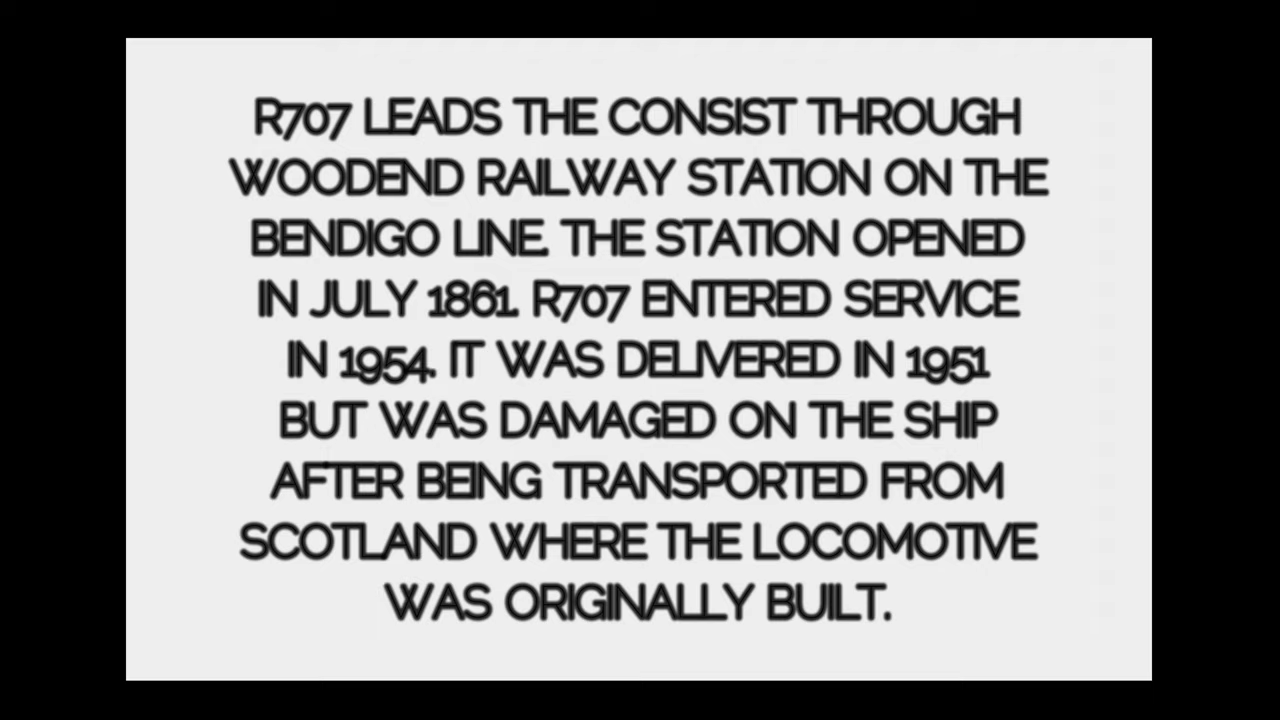 R707 LEADS THE CONSIST THROUGH
WOODEND RAILWAY STATION ON THE
BENDIGO LINE. THE STATION OPENED
IN JULY 1861. R707 ENTERED SERVICE
IN 1954. IT WAS DELIVERED IN 1951
BUT WAS DAMAGED ON THE SHIP
AFTER BEING TRANSPORTED FROM
SCOTLAND WHERE THE LOCOMOTIVE
WAS ORIGINALLY BUILT.